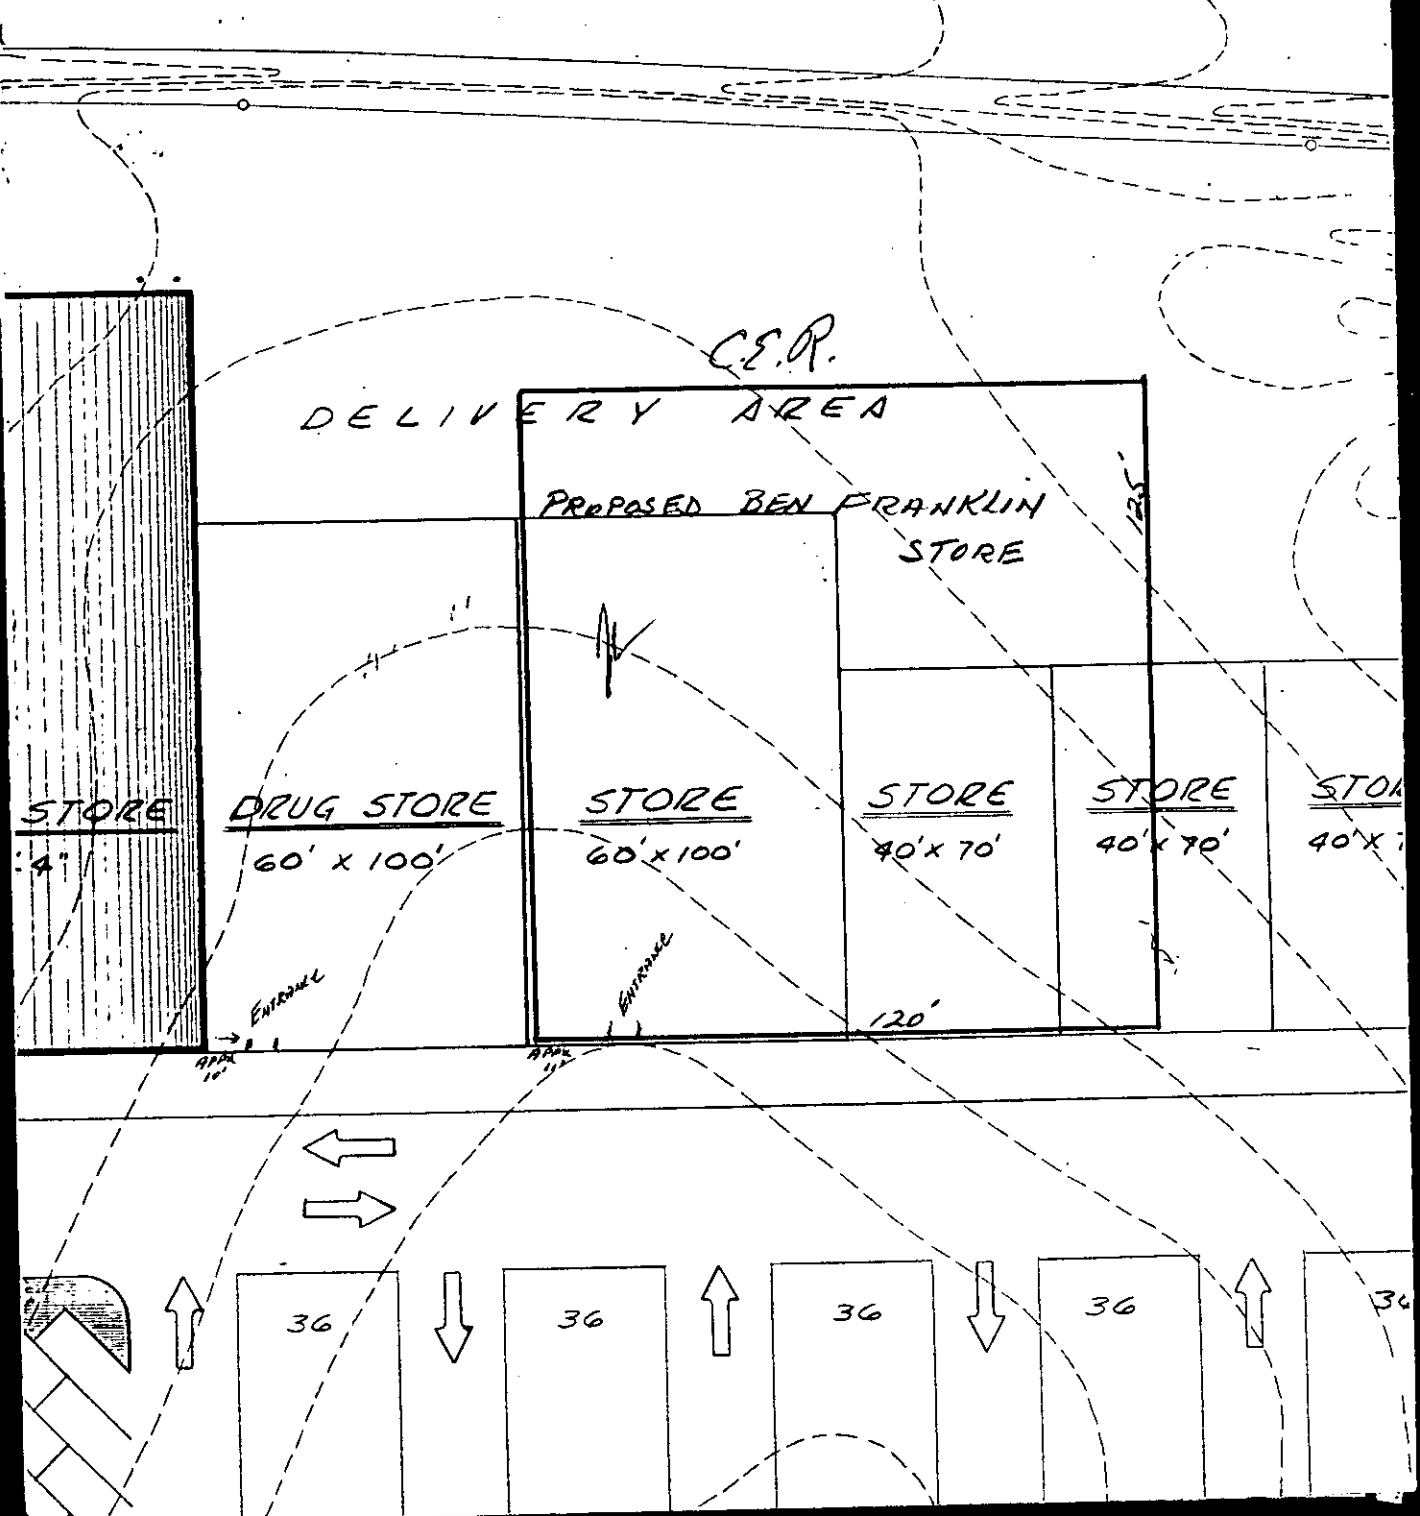 C.E.R.
DELIVERY AREA
PROPOSED BEN FRANKLIN
STORE
125'
STORE
DRUG STORE
60' x 100'
STORE
60' x 100'
STORE
40' x 70'
STORE
40' x 70'
4"
40' x
ENTRANCE
ENTRANCE
120'
APPX
10'
APPX
36
36
36
36